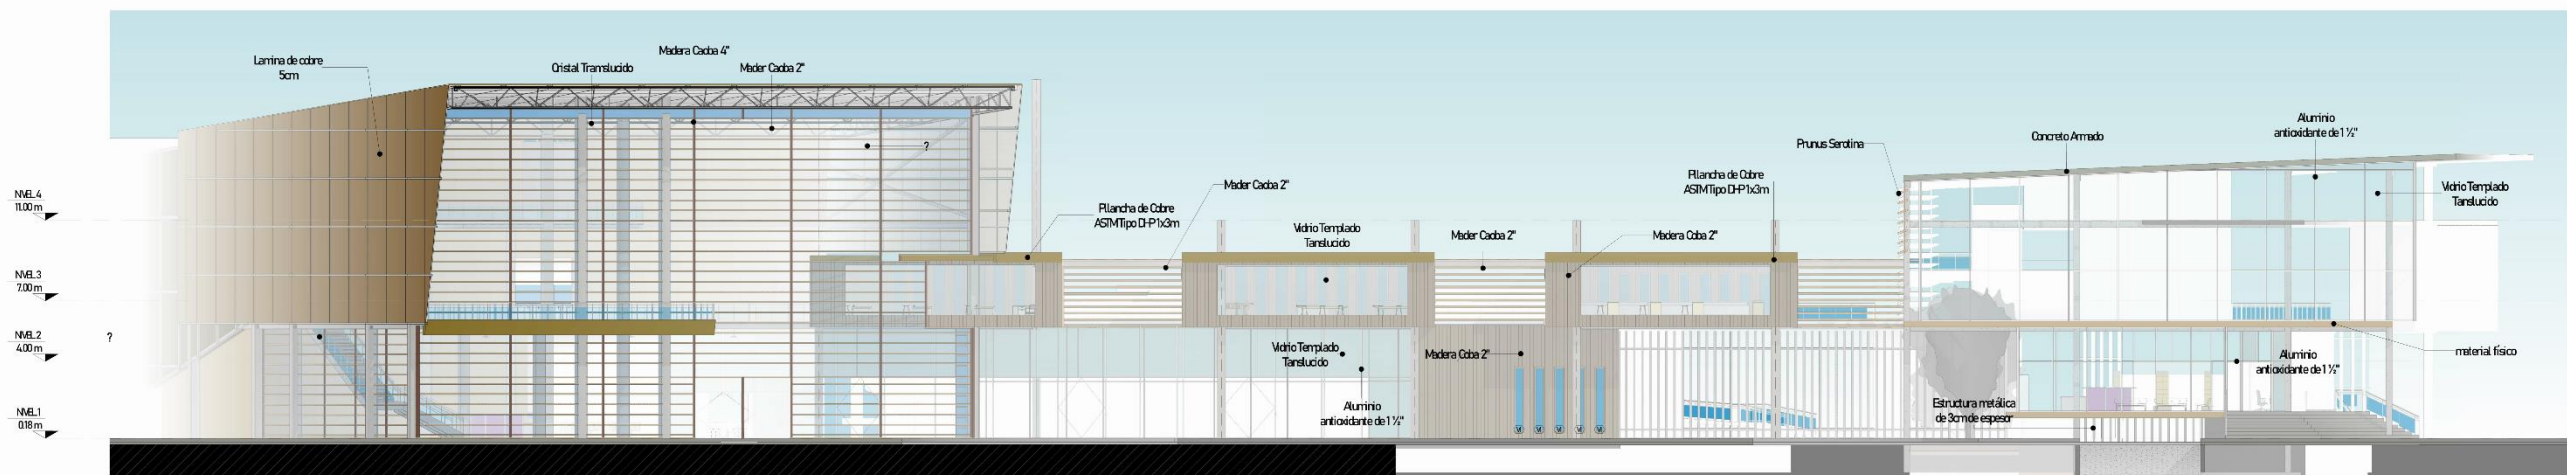 Lamina de cobre
5cm
Cristal Tramslucido
Madera Caoba 4"
Mader Caoba 2"
?
Pllancha de Cobre
ASTM Tipo DHP 1x3m
Mader Caoba 2"
Vidrio Templado
Tanslucido
Mader Caoba 2"
Madera Coba 2"
Pllancha de Cobre
ASTM Tipo DHP 1x3m
Prunus Serotina
Concreto Armado
Aluminio
antioxidante de 1 ½"
Vidrio Templado
Tanslucido
NIVEL 4
11.00 m
NIVEL 3
7.00 m
NIVEL 2
4.00 m
?
NIVEL 1
0.18 m
Vidrio Templado
Tanslucido
Madera Coba 2"
Aluminio
antioxidante de 1 ½"
Aluminio
antioxidante de 1 ½"
material físico
Estructura metálica
de 3cm de espesor